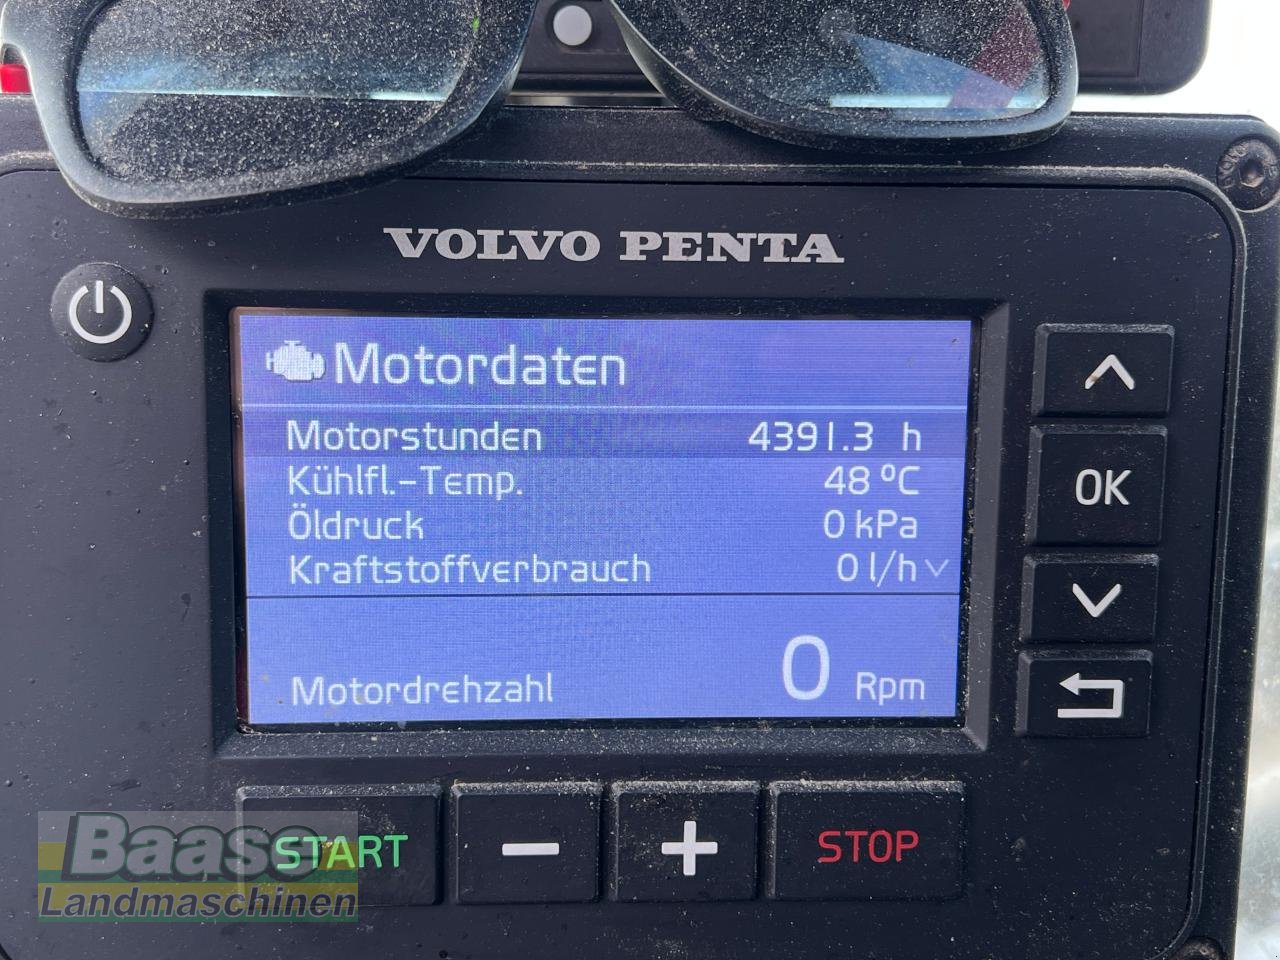 VOLVO PENTA
Motordaten
Motorstunden 4391.3 h
Kühlfl.-Temp. 48 ºC
Öldruck 0 kPa
Kraftstoffverbrauch 0 l/h
Motordrehzahl 0 Rpm
OK
START − + STOP
Baase
Landmaschinen